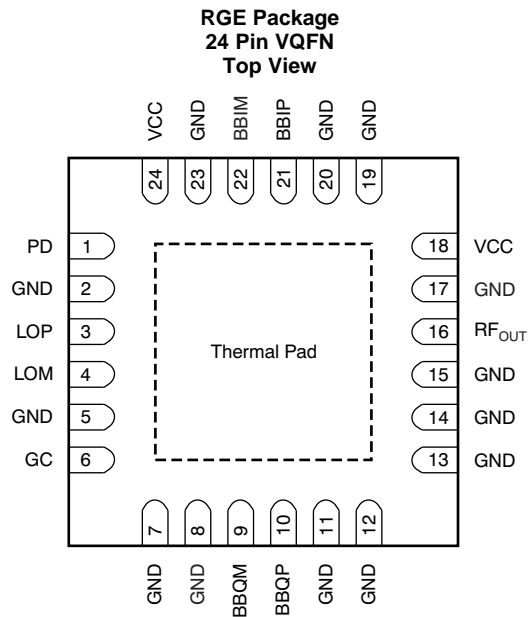 RGE Package
24 Pin VQFN
Top View
VCC GND BBIM BBIP GND GND
24 23 22 21 20 19
PD 1 18 VCC
GND 2 17 GND
LOP 3 16 RFOUT
Thermal Pad
LOM 4 15 GND
GND 5 14 GND
GC 6 13 GND
7 8 9 10 11 12
GND GND BBQM BBQP GND GND